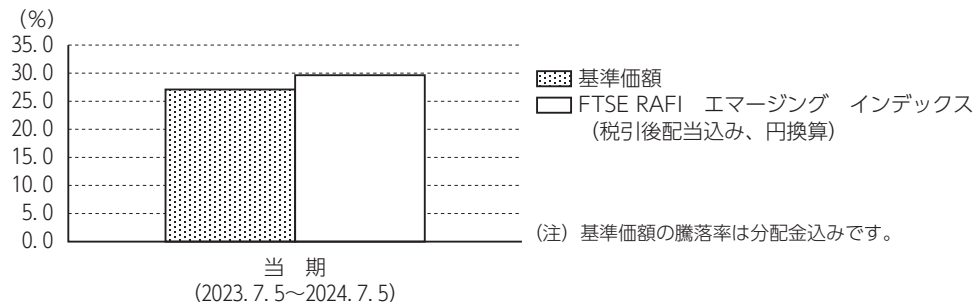 (%)
35.0
30.0
25.0
20.0
15.0
10.0
5.0
0.0
基準価額
FTSE RAFI エマージング インデックス
(税引後配当込み、円換算)
(注) 基準価額の騰落率は分配金込みです。
当 期
(2023.7.5～2024.7.5)